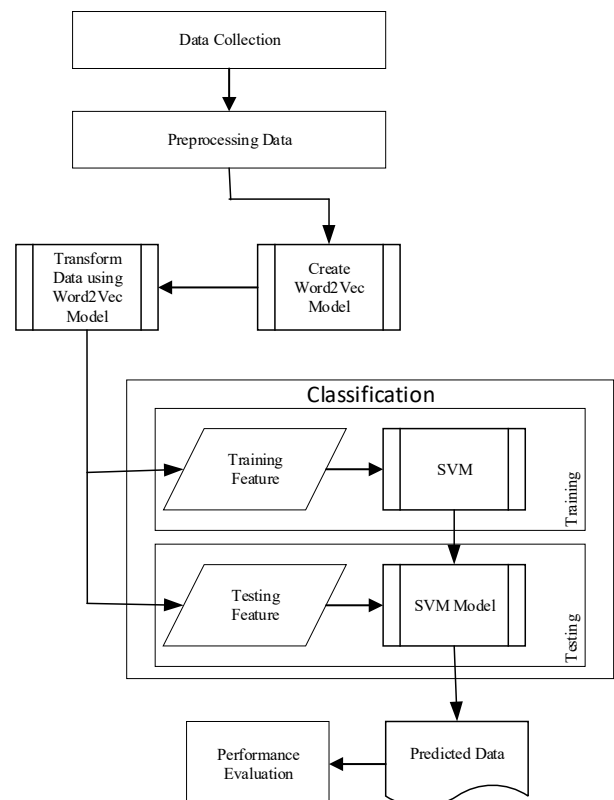 Data Collection
Preprocessing Data
Transform
Data using
Word2Vec
Model
Create
Word2Vec
Model
Classification
Training
Feature
SVM
Training
Testing
Feature
SVM Model
Testing
Performance
Evaluation
Predicted Data